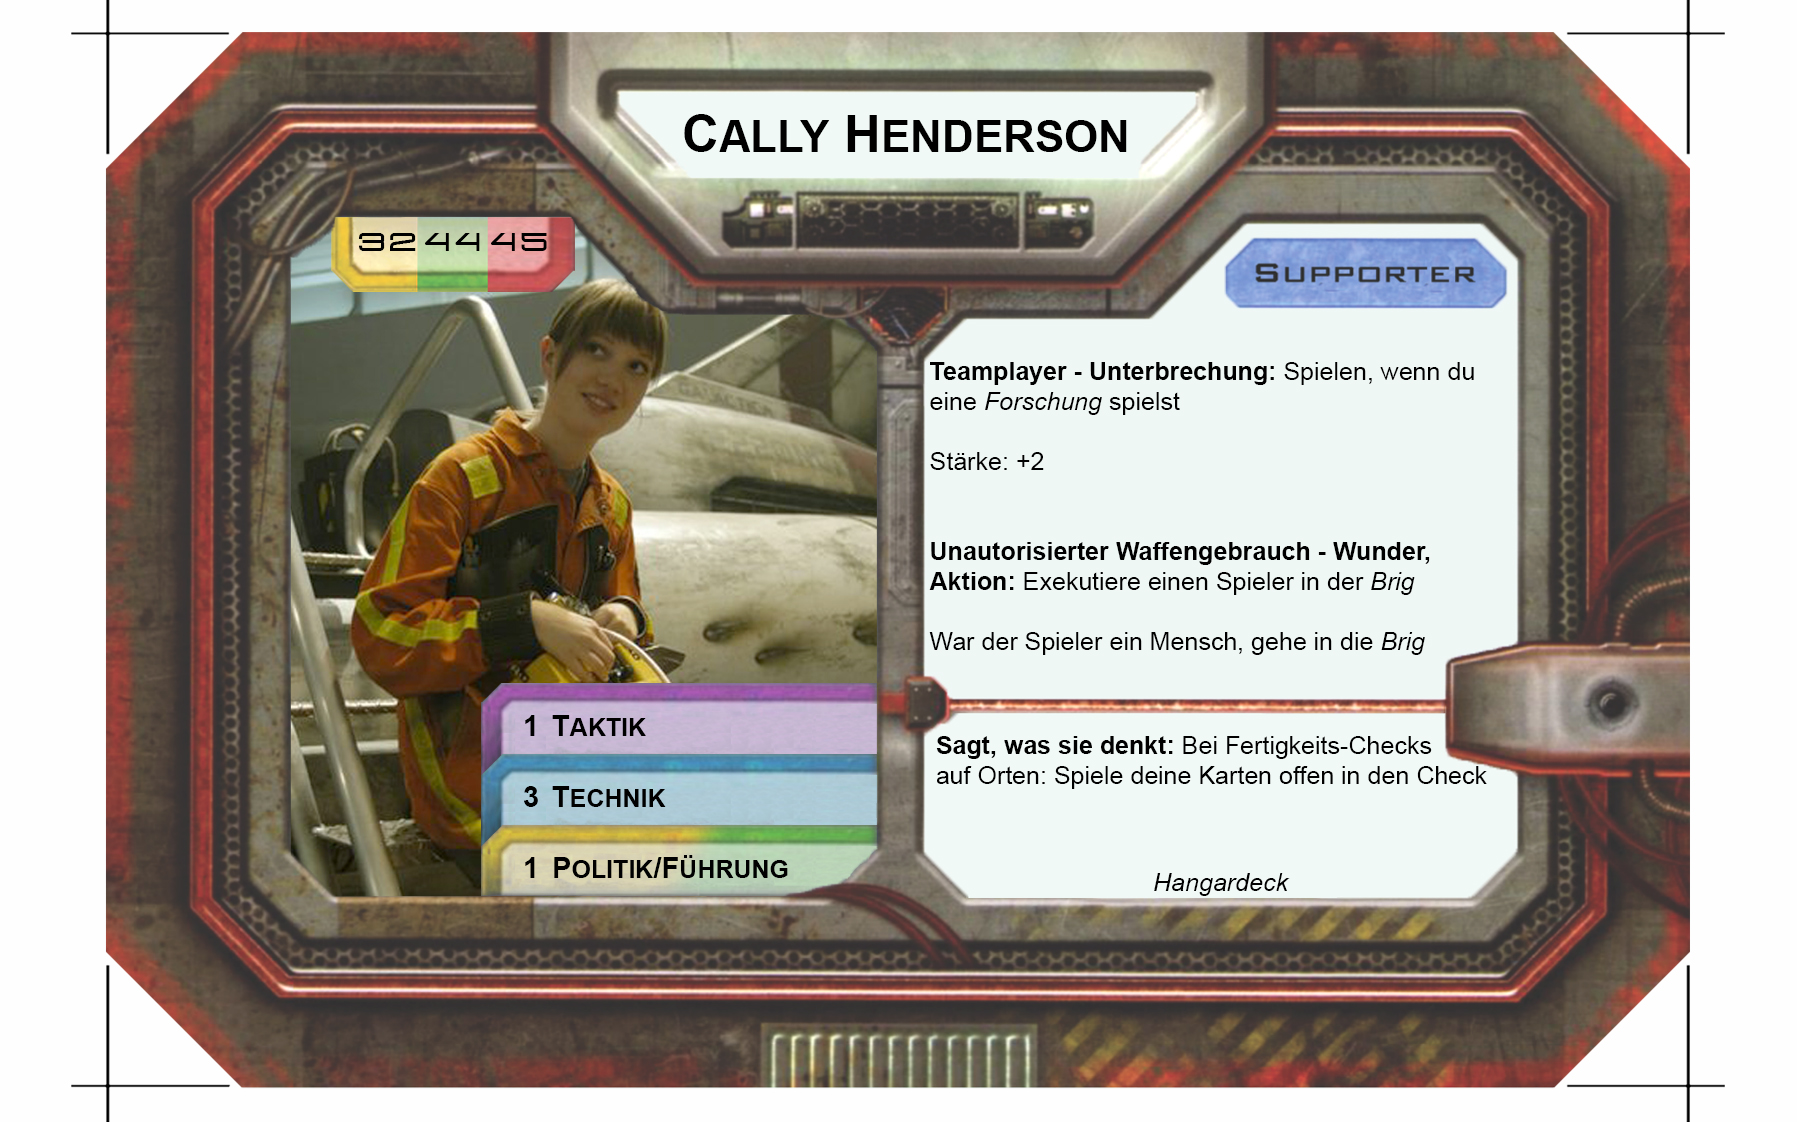 CALLY HENDERSON
32 44 45
SUPPORTER
Teamplayer - Unterbrechung: Spielen, wenn du
eine Forschung spielst
Stärke: +2
Unautorisierter Waffengebrauch - Wunder,
Aktion: Exekutiere einen Spieler in der Brig
War der Spieler ein Mensch, gehe in die Brig
1 TAKTIK
3 TECHNIK
1 POLITIK/FÜHRUNG
Sagt, was sie denkt: Bei Fertigkeits-Checks
auf Orten: Spiele deine Karten offen in den Check
Hangardeck